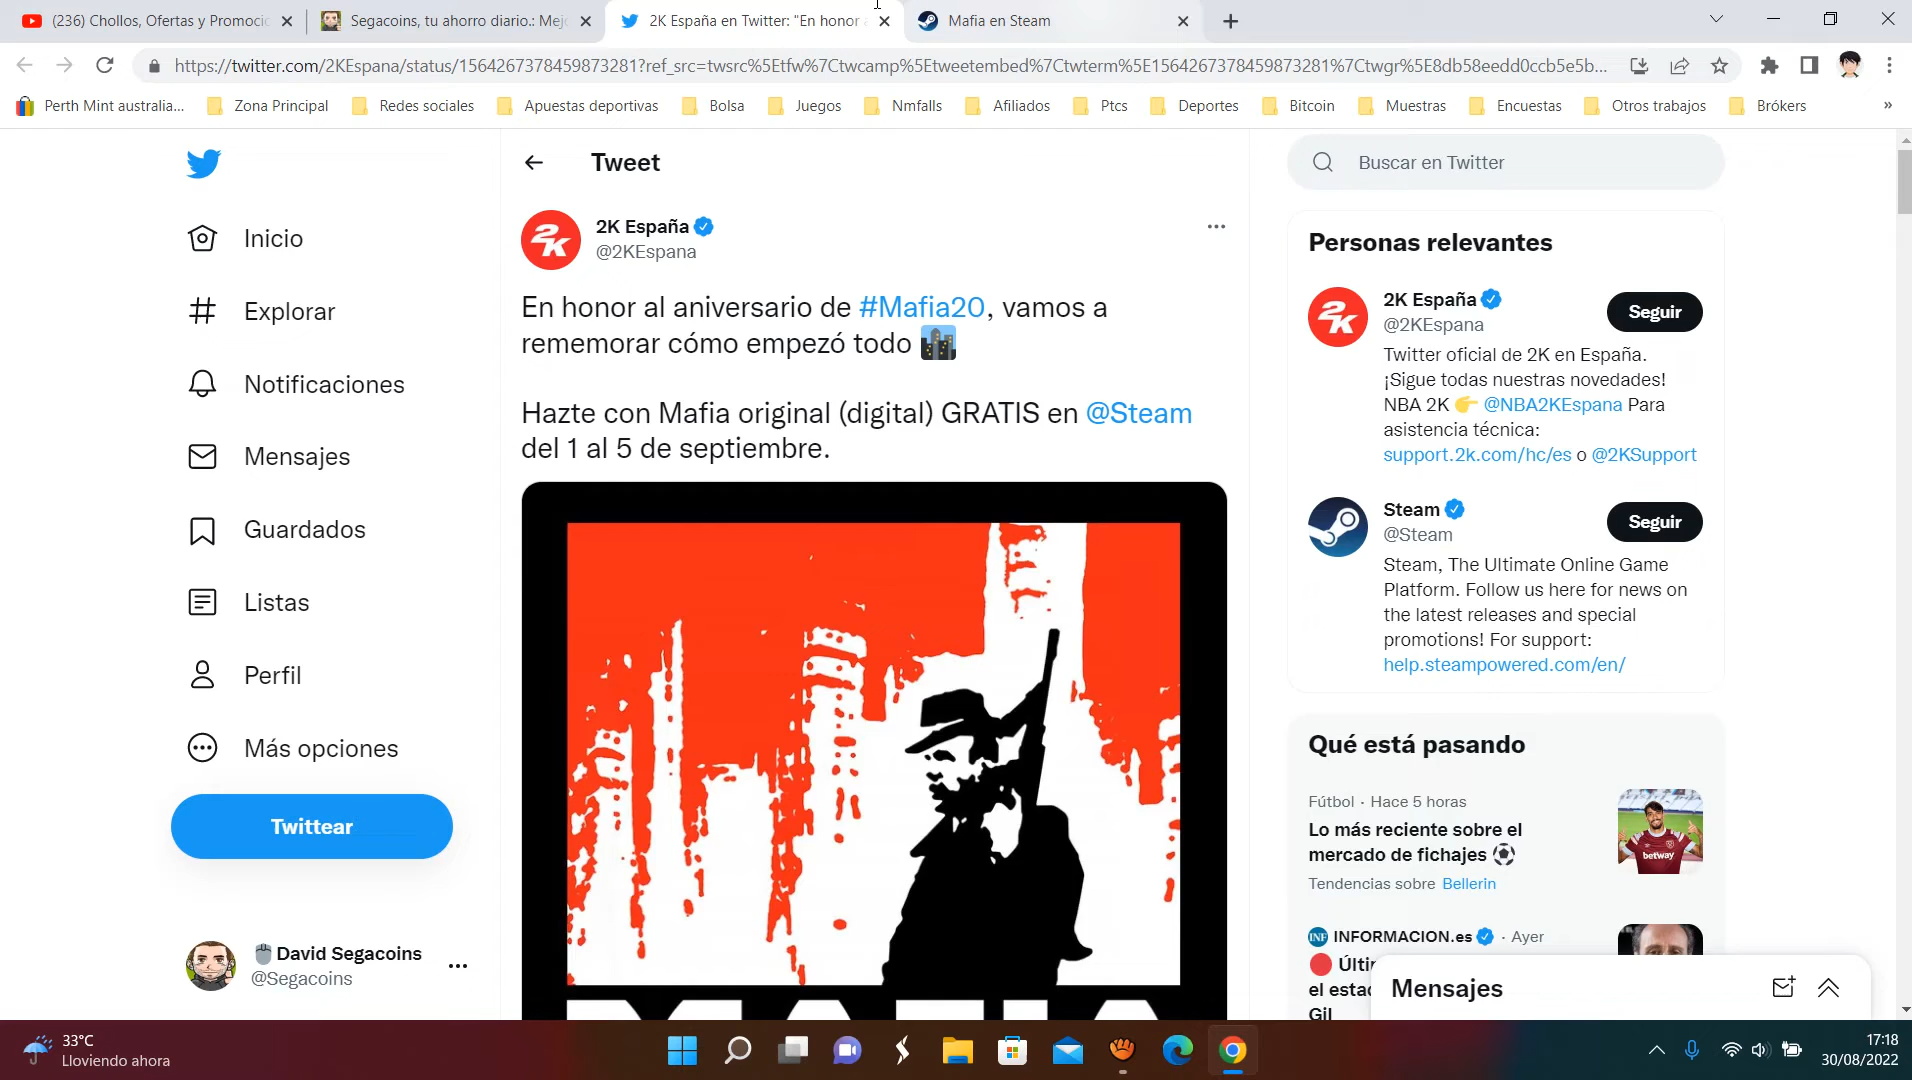 (236) Chollos, Ofertas y Promocio
Segacoins, tu ahorro diario.: Mej
2K España en Twitter: "En honor a
Mafia en Steam
https://twitter.com/2KEspana/status/1564267378459873281?ref_src=twsrc%5Etfw%7Ctwcamp%5Etweetembed%7Ctwterm%5E1564267378459873281%7Ctwgr%5E8db58eedd0ccb5e5b...
Perth Mint australia...
Zona Principal
Redes sociales
Apuestas deportivas
Bolsa
Juegos
Nmfalls
Afiliados
Ptcs
Deportes
Bitcoin
Muestras
Encuestas
Otros trabajos
Brókers
»
Inicio
Explorar
Notificaciones
Mensajes
Guardados
Listas
Perfil
Más opciones
Twittear
David Segacoins
@Segacoins
Tweet
2K España
@2KEspana
En honor al aniversario de #Mafia20, vamos a
rememorar cómo empezó todo
Hazte con Mafia original (digital) GRATIS en @Steam
del 1 al 5 de septiembre.
MAFIA
Buscar en Twitter
Personas relevantes
2K España
@2KEspana
Seguir
Twitter oficial de 2K en España.
¡Sigue todas nuestras novedades!
NBA 2K 👉 @NBA2KEspana Para
asistencia técnica:
support.2k.com/hc/es o @2KSupport
Steam
@Steam
Seguir
Steam, The Ultimate Online Game
Platform. Follow us here for news on
the latest releases and special
promotions! For support:
help.steampowered.com/en/
Qué está pasando
Fútbol · Hace 5 horas
Lo más reciente sobre el
mercado de fichajes ⚽
Tendencias sobre Bellerin
betway
INF INFORMACION.es · Ayer
🔴 Últi
el estad
Gil
Mensajes
33°C
Lloviendo ahora
17:18
30/08/2022